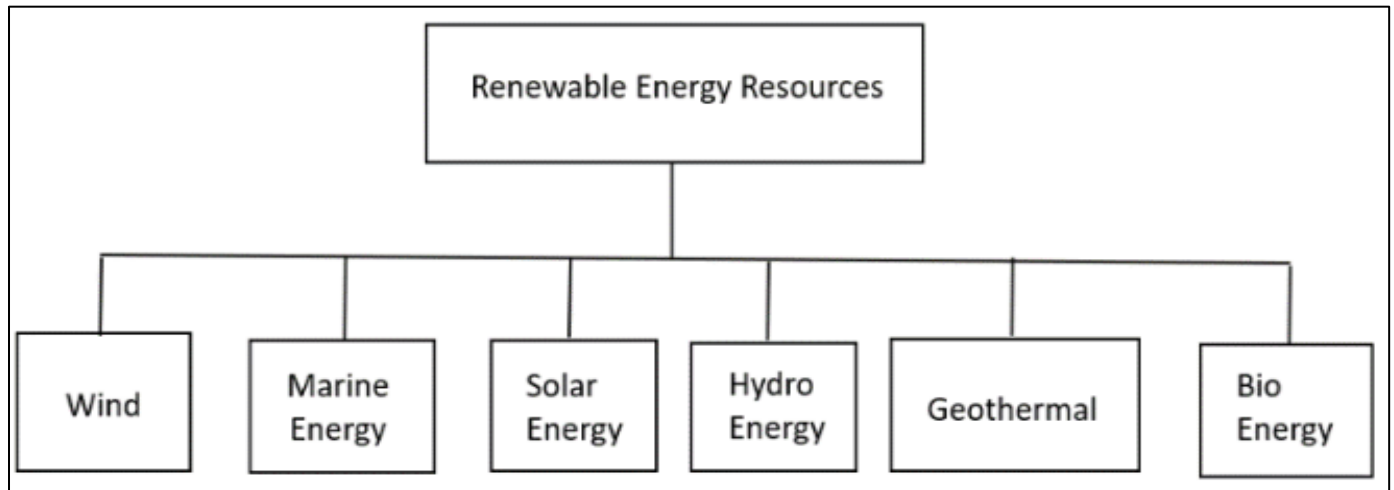 Renewable Energy Resources
Wind
Marine
Energy
Solar
Energy
Hydro
Energy
Geothermal
Bio
Energy